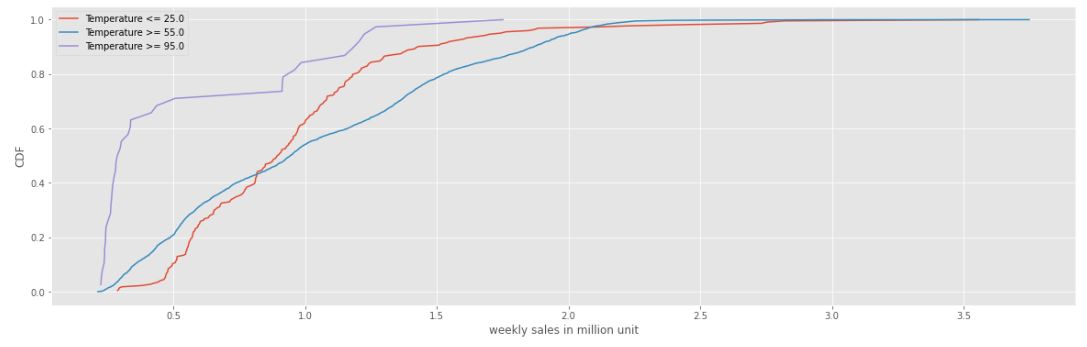 Temperature <= 25.0
Temperature >= 55.0
Temperature >= 95.0
CDF
1.0
0.8
0.6
0.4
0.2
0.0
0.5 1.0 1.5 2.0 2.5 3.0 3.5
weekly sales in million unit